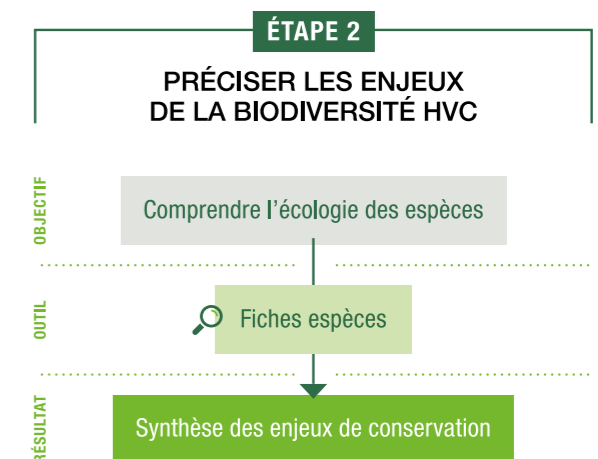 ÉTAPE 2
PRÉCISER LES ENJEUX
DE LA BIODIVERSITÉ HVC
OBJECTIF
Comprendre l'écologie des espèces
OUTIL
Fiches espèces
RÉSULTAT
Synthèse des enjeux de conservation